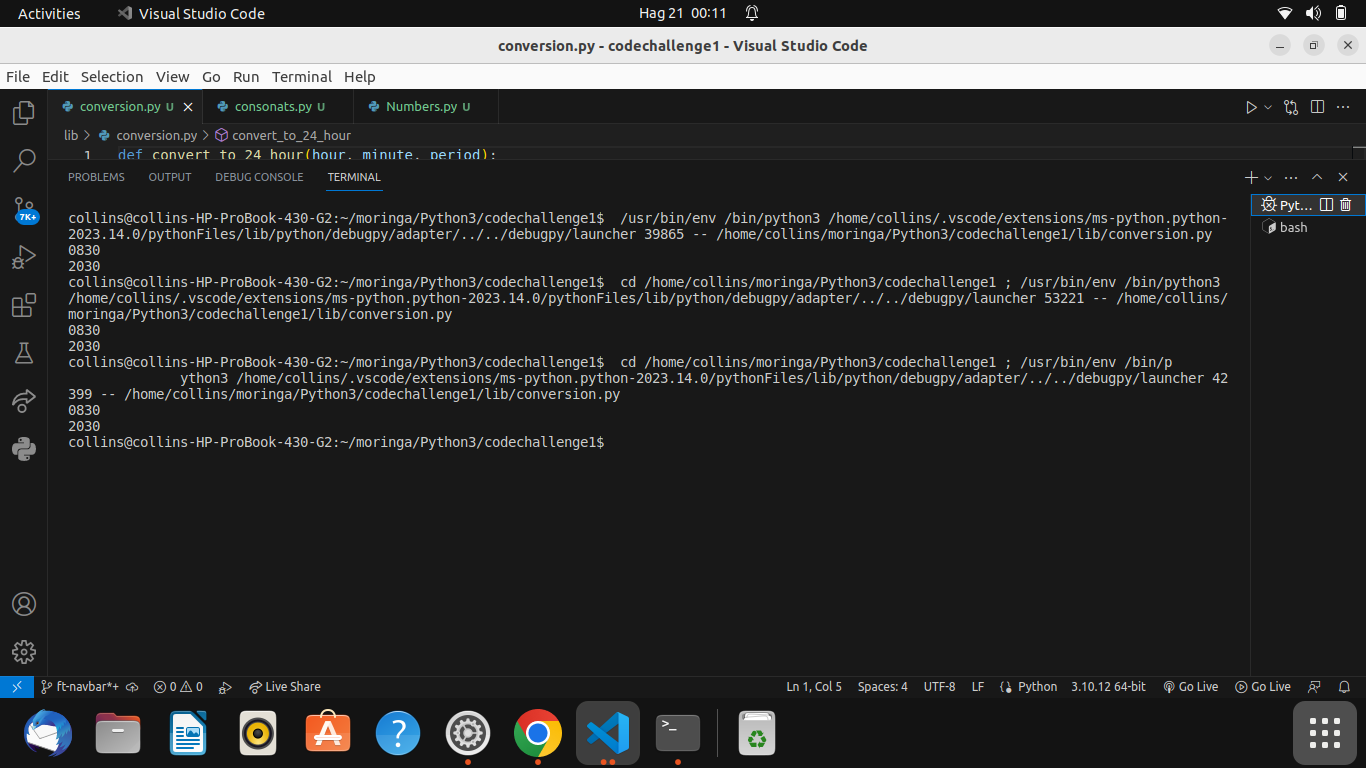 Activities Visual Studio Code Hag 21 00:11
conversion.py - codechallenge1 - Visual Studio Code
File Edit Selection View Go Run Terminal Help
conversion.py U consonats.py U Numbers.py U
lib > conversion.py > convert_to_24_hour
1 def convert_to_24_hour(hour, minute, period):
PROBLEMS OUTPUT DEBUG CONSOLE TERMINAL
collins@collins-HP-ProBook-430-G2:~/moringa/Python3/codechallenge1$ /usr/bin/env /bin/python3 /home/collins/.vscode/extensions/ms-python.python-
2023.14.0/pythonFiles/lib/python/debugpy/adapter/../../debugpy/launcher 39865 -- /home/collins/moringa/Python3/codechallenge1/lib/conversion.py
0830
2030
collins@collins-HP-ProBook-430-G2:~/moringa/Python3/codechallenge1$ cd /home/collins/moringa/Python3/codechallenge1 ; /usr/bin/env /bin/python3
/home/collins/.vscode/extensions/ms-python.python-2023.14.0/pythonFiles/lib/python/debugpy/adapter/../../debugpy/launcher 53221 -- /home/collins/
moringa/Python3/codechallenge1/lib/conversion.py
0830
2030
collins@collins-HP-ProBook-430-G2:~/moringa/Python3/codechallenge1$ cd /home/collins/moringa/Python3/codechallenge1 ; /usr/bin/env /bin/p
ython3 /home/collins/.vscode/extensions/ms-python.python-2023.14.0/pythonFiles/lib/python/debugpy/adapter/../../debugpy/launcher 42
399 -- /home/collins/moringa/Python3/codechallenge1/lib/conversion.py
0830
2030
collins@collins-HP-ProBook-430-G2:~/moringa/Python3/codechallenge1$
Pyt...
bash
7K+
ft-navbar*+ 0 0 Live Share Ln 1, Col 5 Spaces: 4 UTF-8 LF Python 3.10.12 64-bit Go Live Go Live